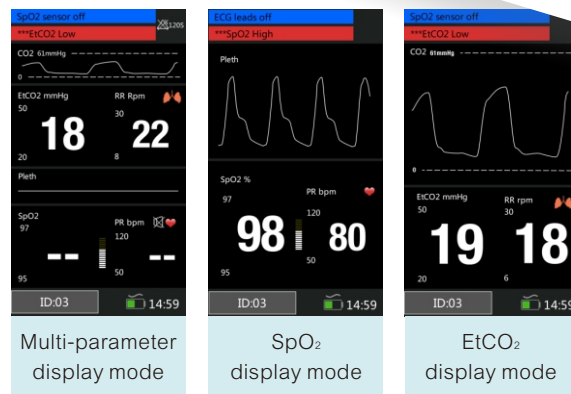 SpO2 sensor off
***EtCO2 Low
1205
CO2 61mmHg
0
EtCO2 mmHg
50
18
20
RR Rpm
30
22
8
Pleth
SpO2
97
--
95
PR bpm
120
--
50
ID:03
14:59
Multi-parameter
display mode
ECG leads off
***SpO2 High
Pleth
SpO2 %
97
98
95
PR bpm
120
80
50
ID:03
14:59
SpO₂
display mode
SpO2 sensor off
***EtCO2 Low
CO2 61mmHg
0
EtCO2 mmHg
50
19
20
RR rpm
30
18
6
ID:03
14:59
EtCO₂
display mode